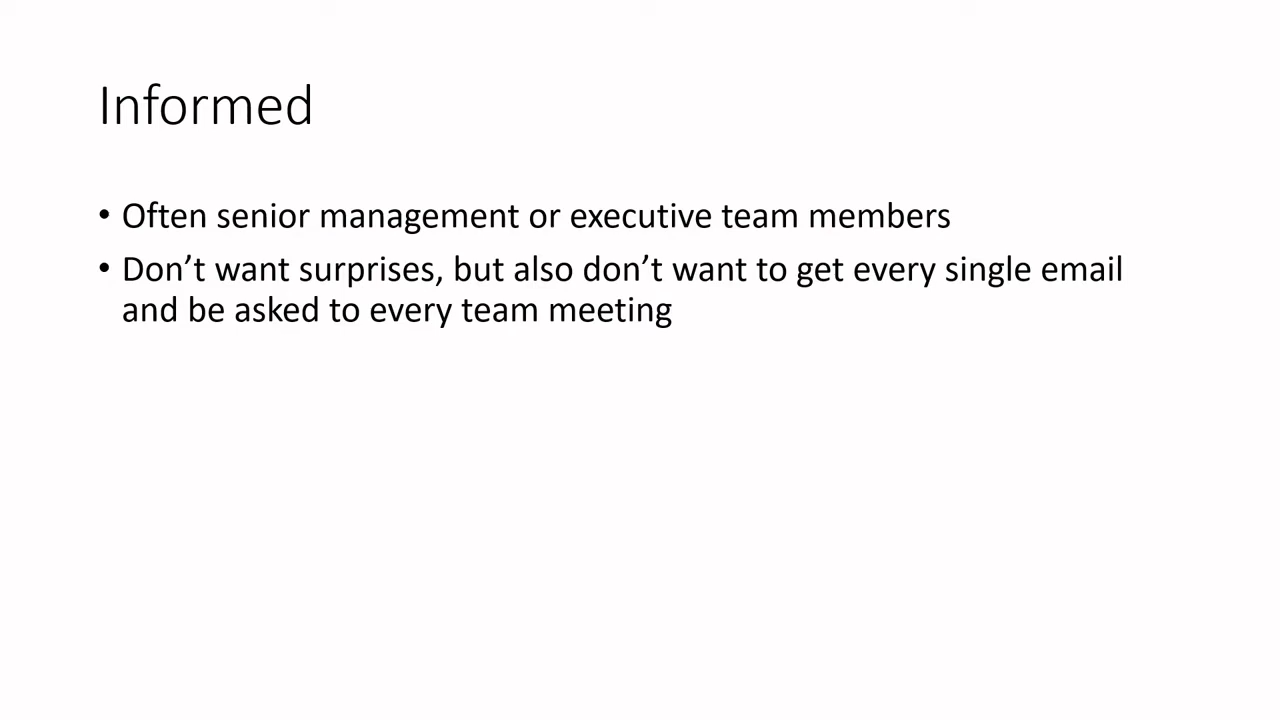 Informed
• Often senior management or executive team members
• Don’t want surprises, but also don’t want to get every single email
and be asked to every team meeting